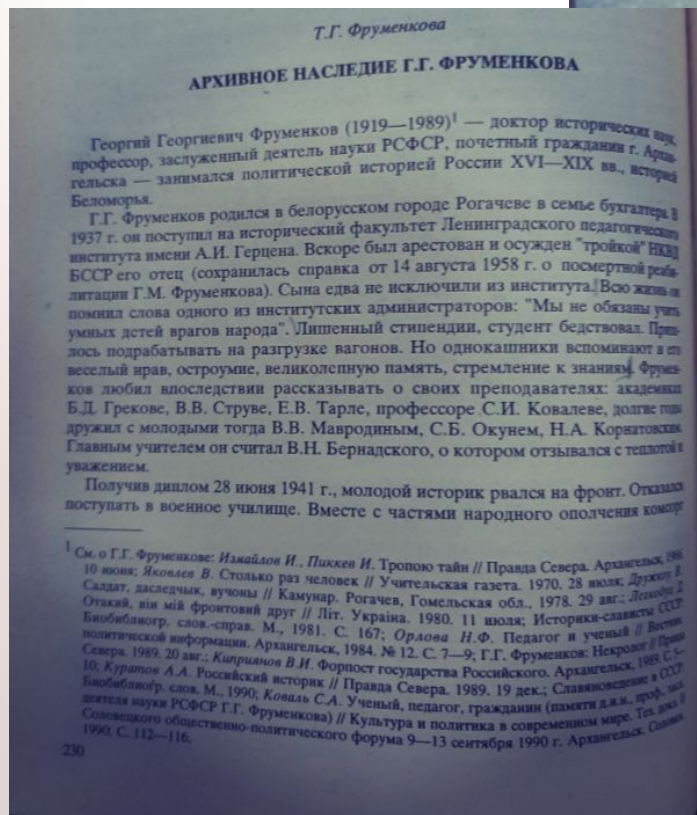 Т.Г. Фруменкова
АРХИВНОЕ НАСЛЕДИЕ Г.Г. ФРУМЕНКОВА
Георгий Георгиевич Фруменков (1919—1989)¹ — доктор исторических наук,
профессор, заслуженный деятель науки РСФСР, почетный гражданин г. Архан-
гельска — занимался политической историей России XVI—XIX вв., историей
Беломорья.
Г.Г. Фруменков родился в белорусском городе Рогачеве в семье бухгалтера. В
1937 г. он поступил на исторический факультет Ленинградского педагогического
института имени А.И. Герцена. Вскоре был арестован и осужден "тройкой" НКВД
БССР его отец (сохранилась справка от 14 августа 1958 г. о посмертной реаби-
литации Г.М. Фруменкова). Сына едва не исключили из института. Всю жизнь он
помнил слова одного из институтских администраторов: "Мы не обязаны учить
умных детей врагов народа". Лишенный стипендии, студент бедствовал. Приш-
лось подрабатывать на разгрузке вагонов. Но однокашники вспоминают и его
веселый нрав, остроумие, великолепную память, стремление к знаниям. Фрумен-
ков любил впоследствии рассказывать о своих преподавателях: академиках
Б.Д. Грекове, В.В. Струве, Е.В. Тарле, профессоре С.И. Ковалеве, долгие годы
дружил с молодыми тогда В.В. Мавродиным, С.Б. Окунем, Н.А. Корнатовским.
Главным учителем он считал В.Н. Бернадского, о котором отзывался с теплотой и
уважением.
Получив диплом 28 июня 1941 г., молодой историк рвался на фронт. Отказался
поступать в военное училище. Вместе с частями народного ополчения комсорг
¹ См. о Г.Г. Фруменкове: Измайлов И., Пиккев И. Тропою тайн // Правда Севера. Архангельск,
10 июня; Яковлев В. Столько раз человек // Учительская газета. 1970. 28 июля; Дружкоў В.
Салдат, даследчык, вучоны // Камунар. Рогачев, Гомельская обл., 1978. 29 авг.;
Отакий, він мій фронтовий друг // Літ. Україна. 1980. 11 июля; Историки-слависты СССР.
Биобиблиогр. слов.-справ. М., 1981. С. 167; Орлова Н.Ф. Педагог и ученый // Вестник
политической информации. Архангельск, 1984. № 12. С. 7—9; Г.Г. Фруменков: Некролог // Правда
Севера. 1989. 20 авг.; Киприянов В.И. Форпост государства Российского. Архангельск, 1989. С. 5—
10; Куратов А.А. Российский историк // Правда Севера. 1989. 19 дек.; Славяноведение в СССР
Биобиблиогр. слов. М., 1990; Коваль С.А. Ученый, педагог, гражданин (памяти д.и.н., проф., засл.
деятеля науки РСФСР Г.Г. Фруменкова) // Культура и политика в современном мире. Тез. докл. II
Соловецкого общественно-политического форума 9—13 сентября 1990 г. Архангельск.
1990. С. 112—116.
230